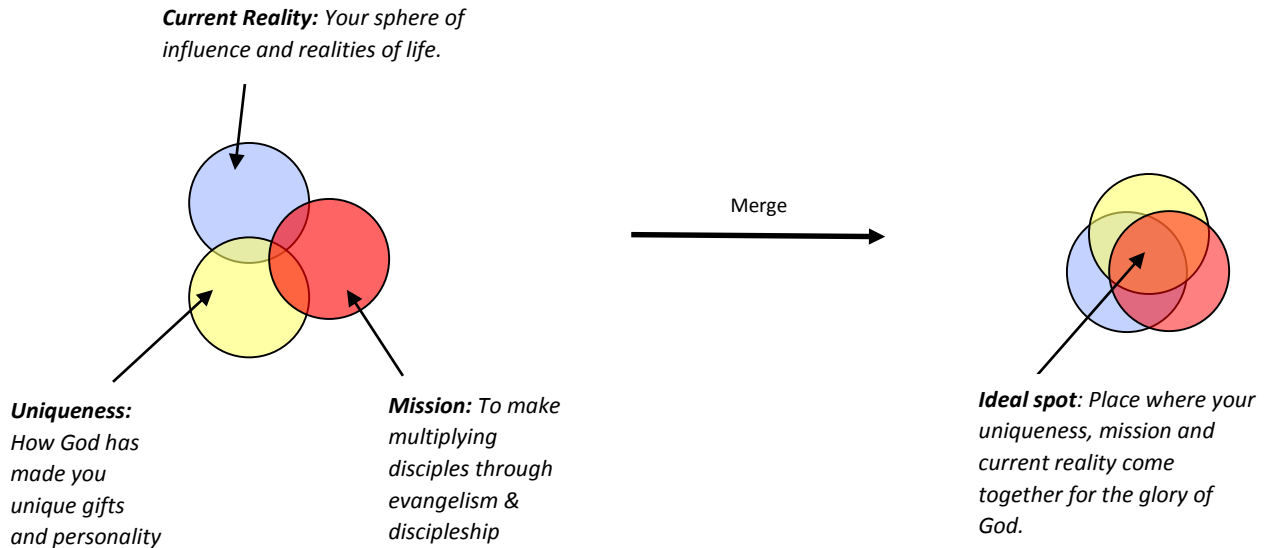 Current Reality: Your sphere of
influence and realities of life.
Merge
Uniqueness:
How God has
made you
unique gifts
and personality
Mission: To make
multiplying
disciples through
evangelism &
discipleship
Ideal spot: Place where your
uniqueness, mission and
current reality come
together for the glory of
God.